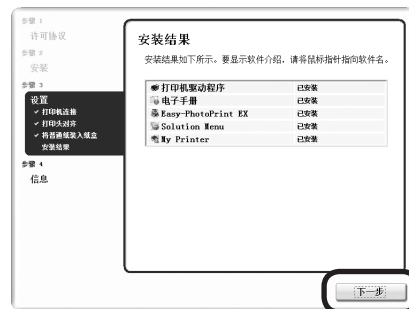 步骤 1
许可协议
步骤 2
安装
步骤 3
设置
打印机连接
打印头对齐
将普通纸装入纸盒
安装结果
步骤 4
信息
安装结果
安装结果如下所示。要显示软件介绍，请将鼠标指针指向软件名。
打印机驱动程序 已安装
电子手册 已安装
Easy-PhotoPrint EX 已安装
Solution Menu 已安装
My Printer 已安装
下一步